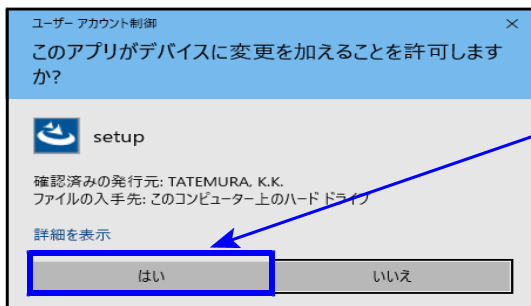 ユーザー アカウント制御
このアプリがデバイスに変更を加えることを許可します
か?
setup
確認済みの発行元: TATEMURA, K.K.
ファイルの入手先: このコンピューター上のハード ドライブ
詳細を表示
はい
いいえ